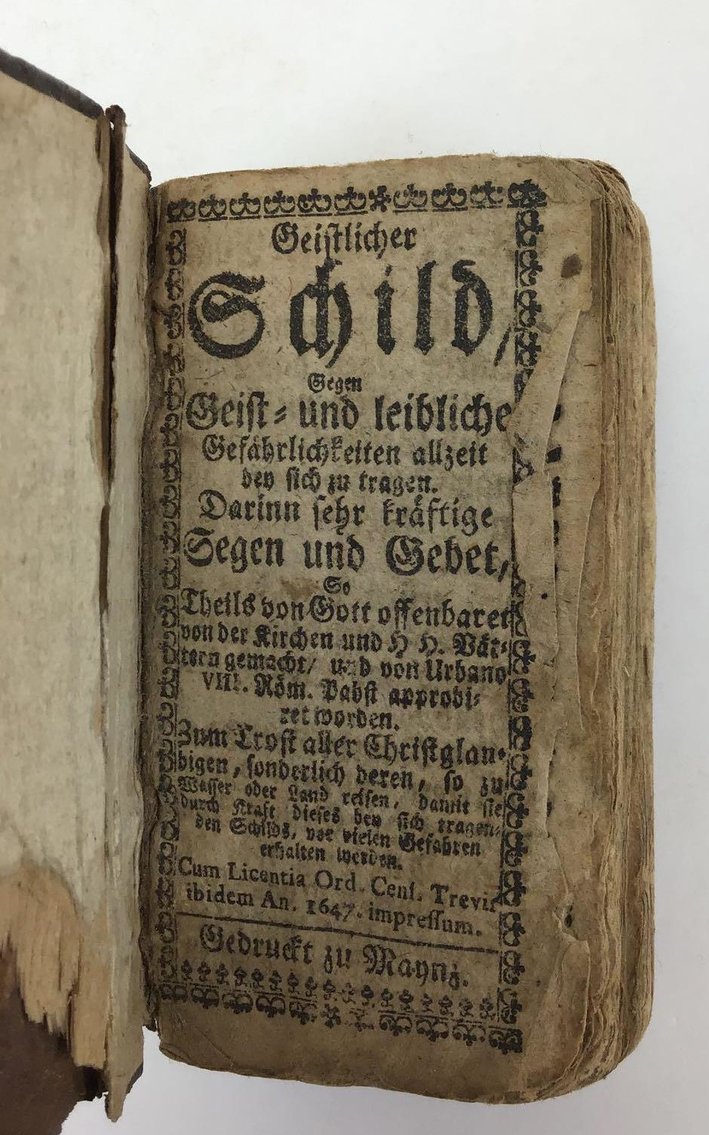 Geistlicher
Schild,
Gegen
Geist- und leibliche
Gefährlichkeiten allzeit
bey sich zu tragen.
Darinn sehr kräftige
Segen und Gebet,
So
Theils von Gott offenbaret
von der Kirchen und H H. Vät-
tern gemacht/ und von Urbano
VIII. Röm. Pabst approbi-
ret worden.
Zum Trost aller Christglau-
bigen, sonderlich deren, so zu
Wasser oder Land reisen, damit sie
durch Kraft dieses bey sich tragen-
den Schilds, vor vielen Gefahren
erhalten werden.
Cum Licentia Ord. Cens. Trevir
ibidem An. 1647. impressum.
Gedruckt zu Maynz.